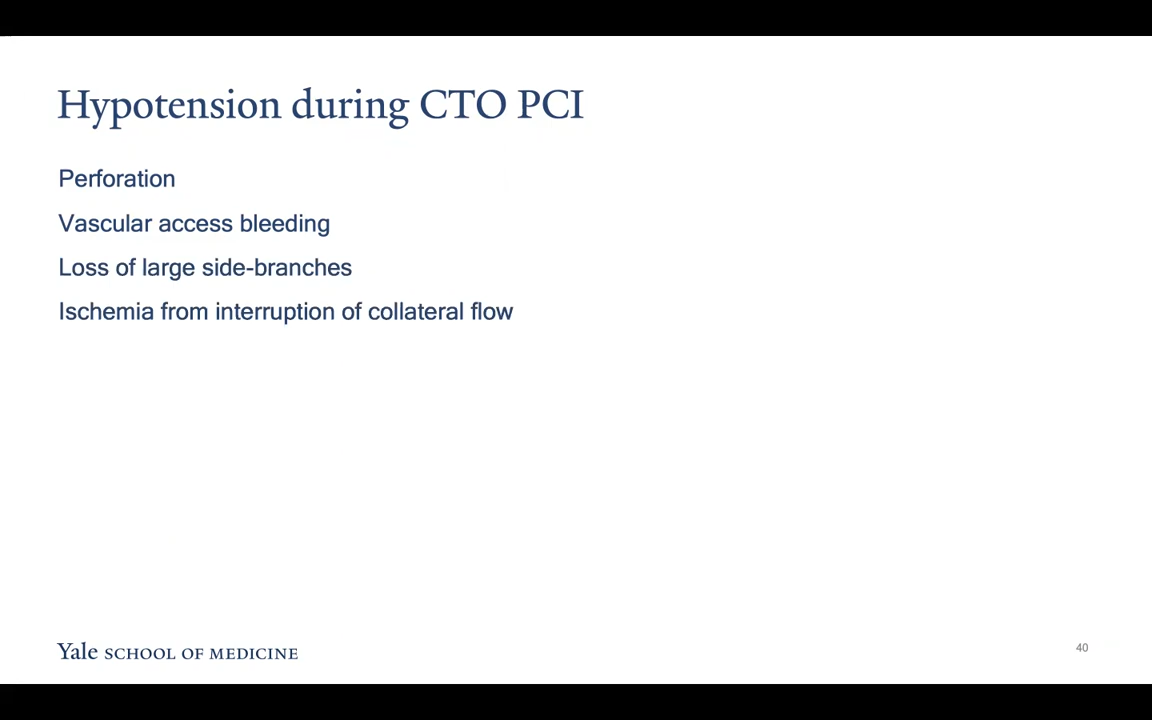 Hypotension during CTO PCI
Perforation
Vascular access bleeding
Loss of large side-branches
Ischemia from interruption of collateral flow
Yale SCHOOL OF MEDICINE
40